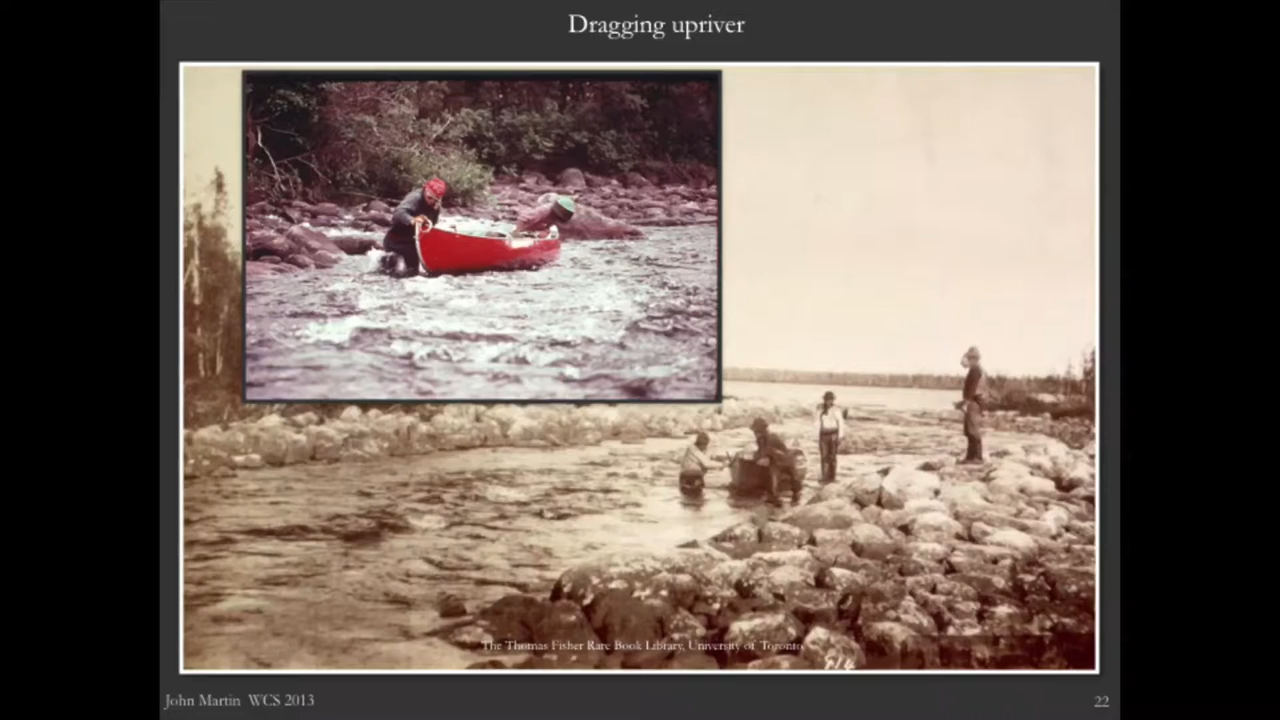 Dragging upriver
The Thomas Fisher Rare Book Library, University of Toronto
John Martin WCS 2013
22